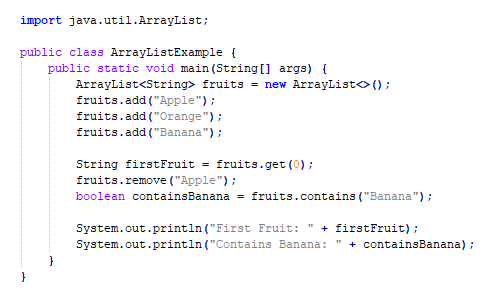 import java.util.ArrayList;

public class ArrayListExample {
    public static void main(String[] args) {
        ArrayList<String> fruits = new ArrayList<>();
        fruits.add("Apple");
        fruits.add("Orange");
        fruits.add("Banana");

        String firstFruit = fruits.get(0);
        fruits.remove("Apple");
        boolean containsBanana = fruits.contains("Banana");

        System.out.println("First Fruit: " + firstFruit);
        System.out.println("Contains Banana: " + containsBanana);
    }
}